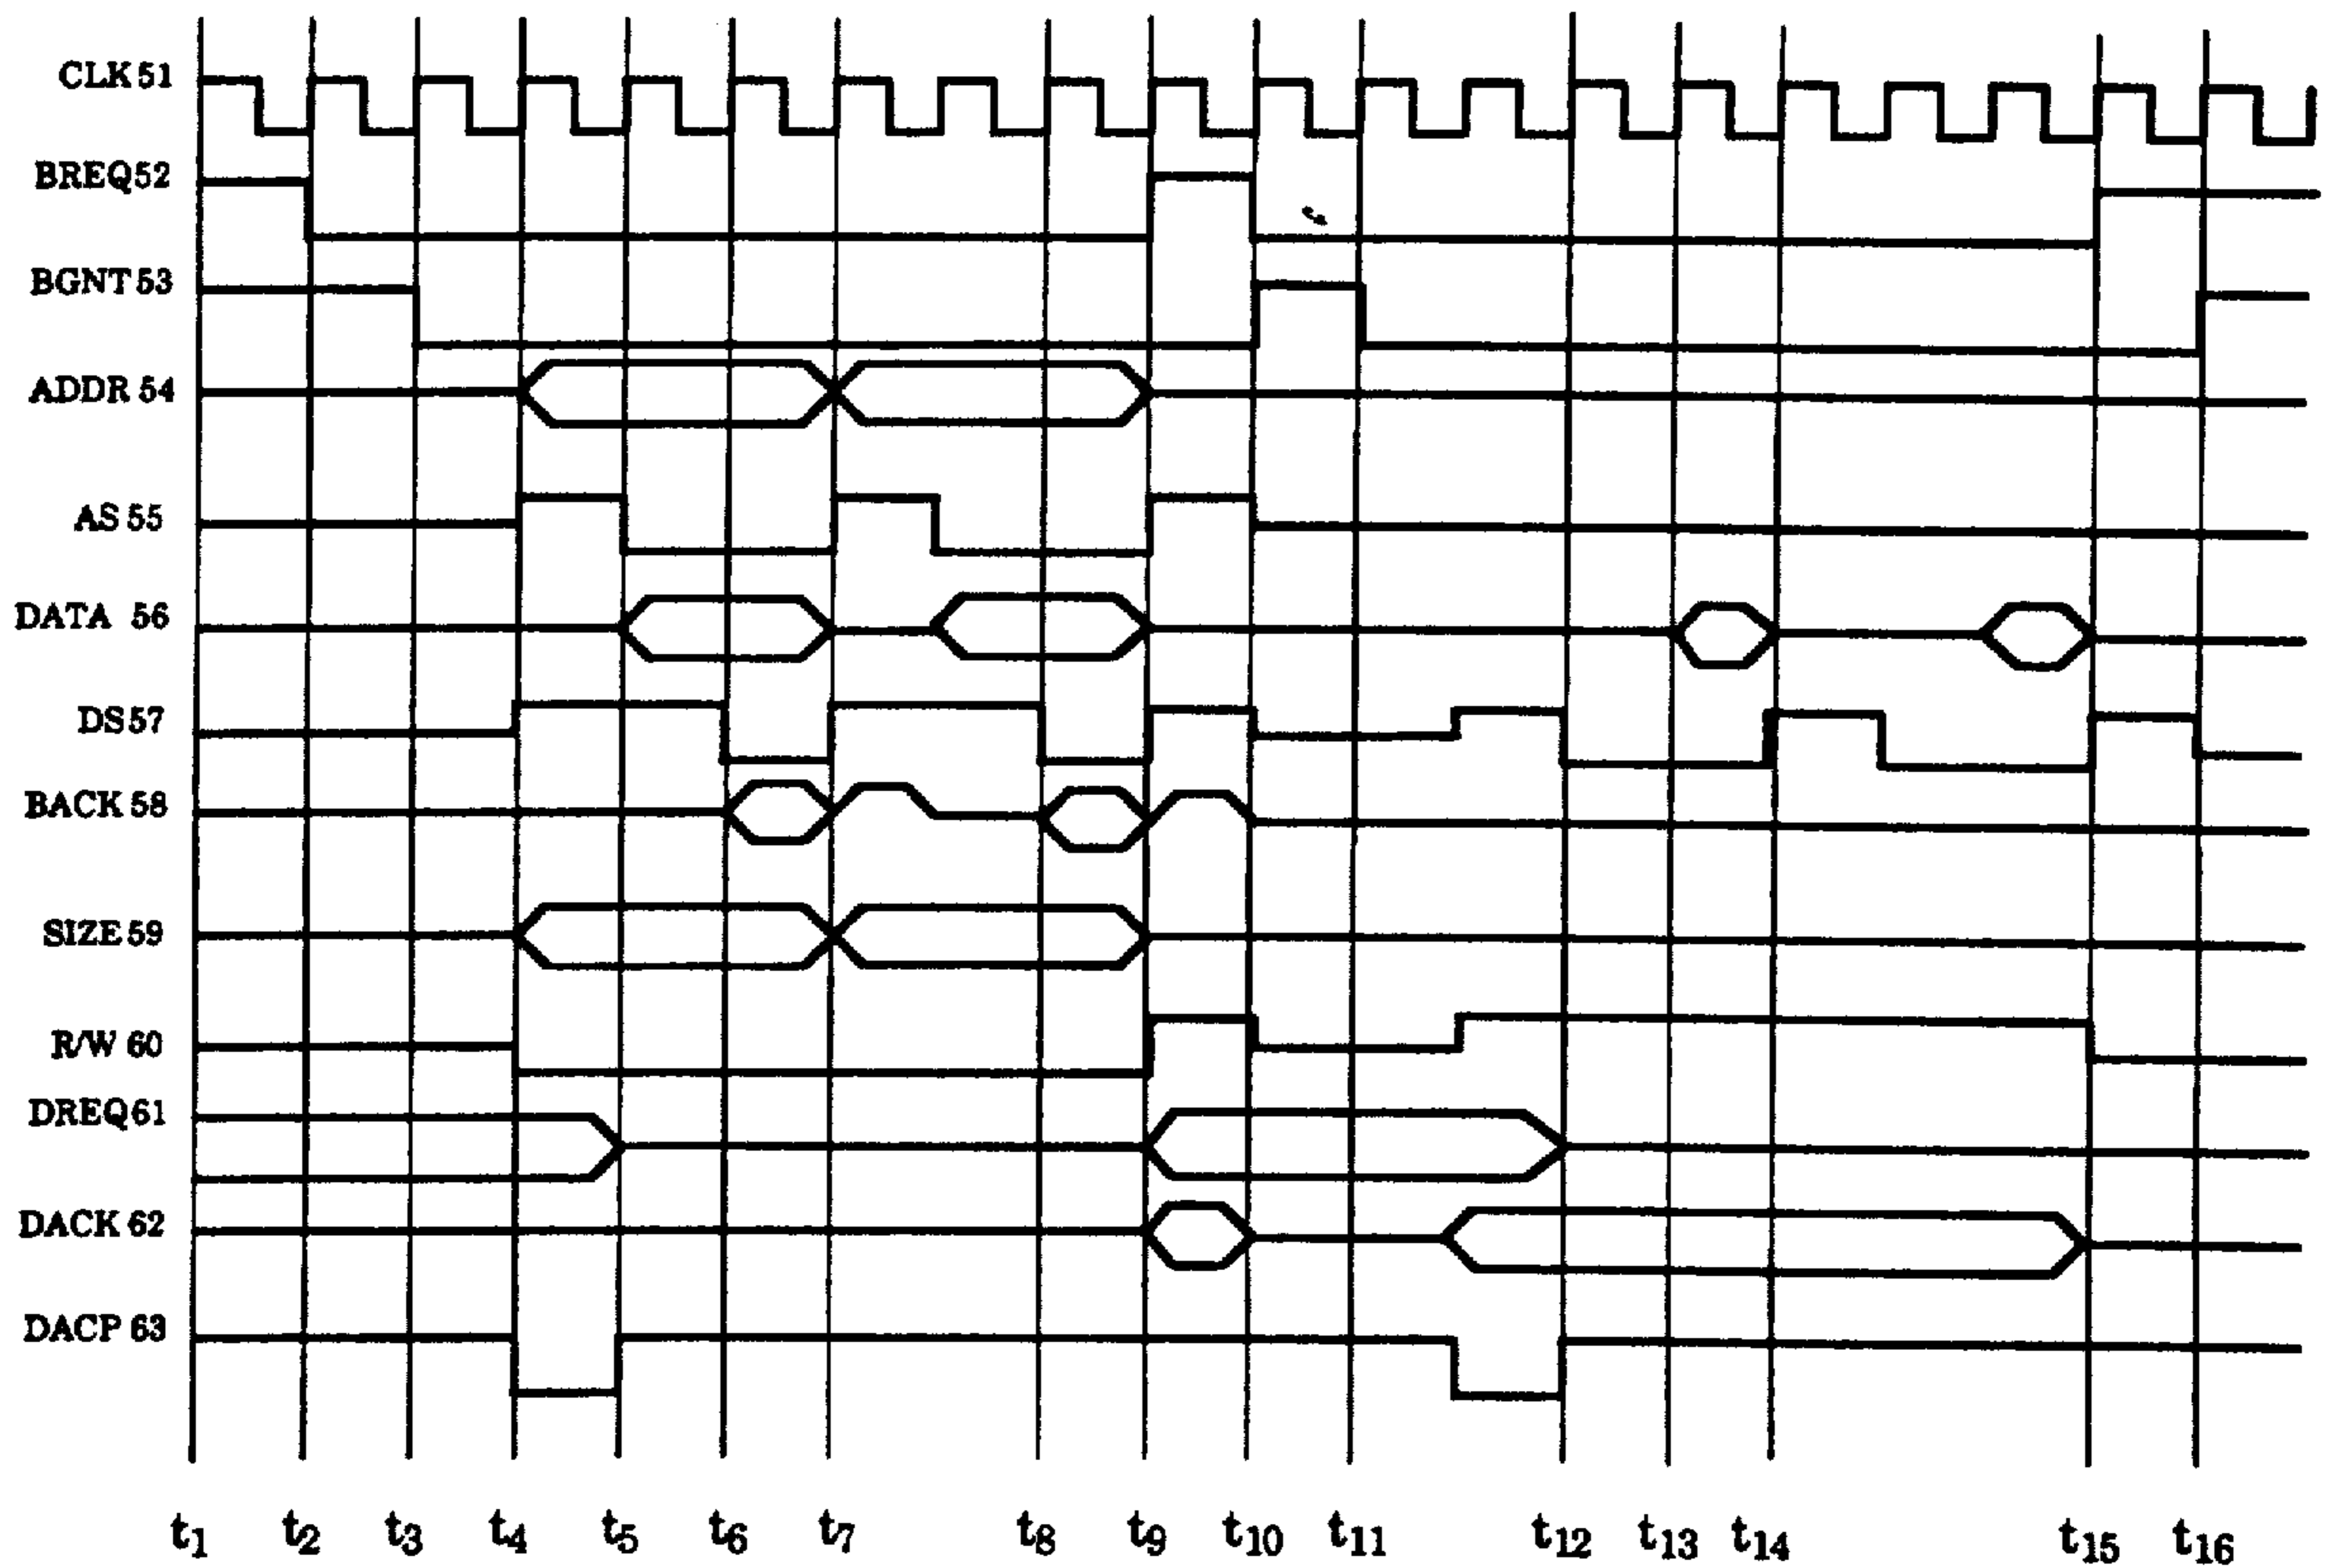 CLK 51
BREQ52
BGNT 53
ADDR 54
AS 55
DATA 56
DS 57
BACK 58
SIZE 59
R/W 60
DREQ 61
DACK 62
DACP 63
t1 t2 t3 t4 t5 t6 t7 t8 t9 t10 t11 t12 t13 t14 t15 t16